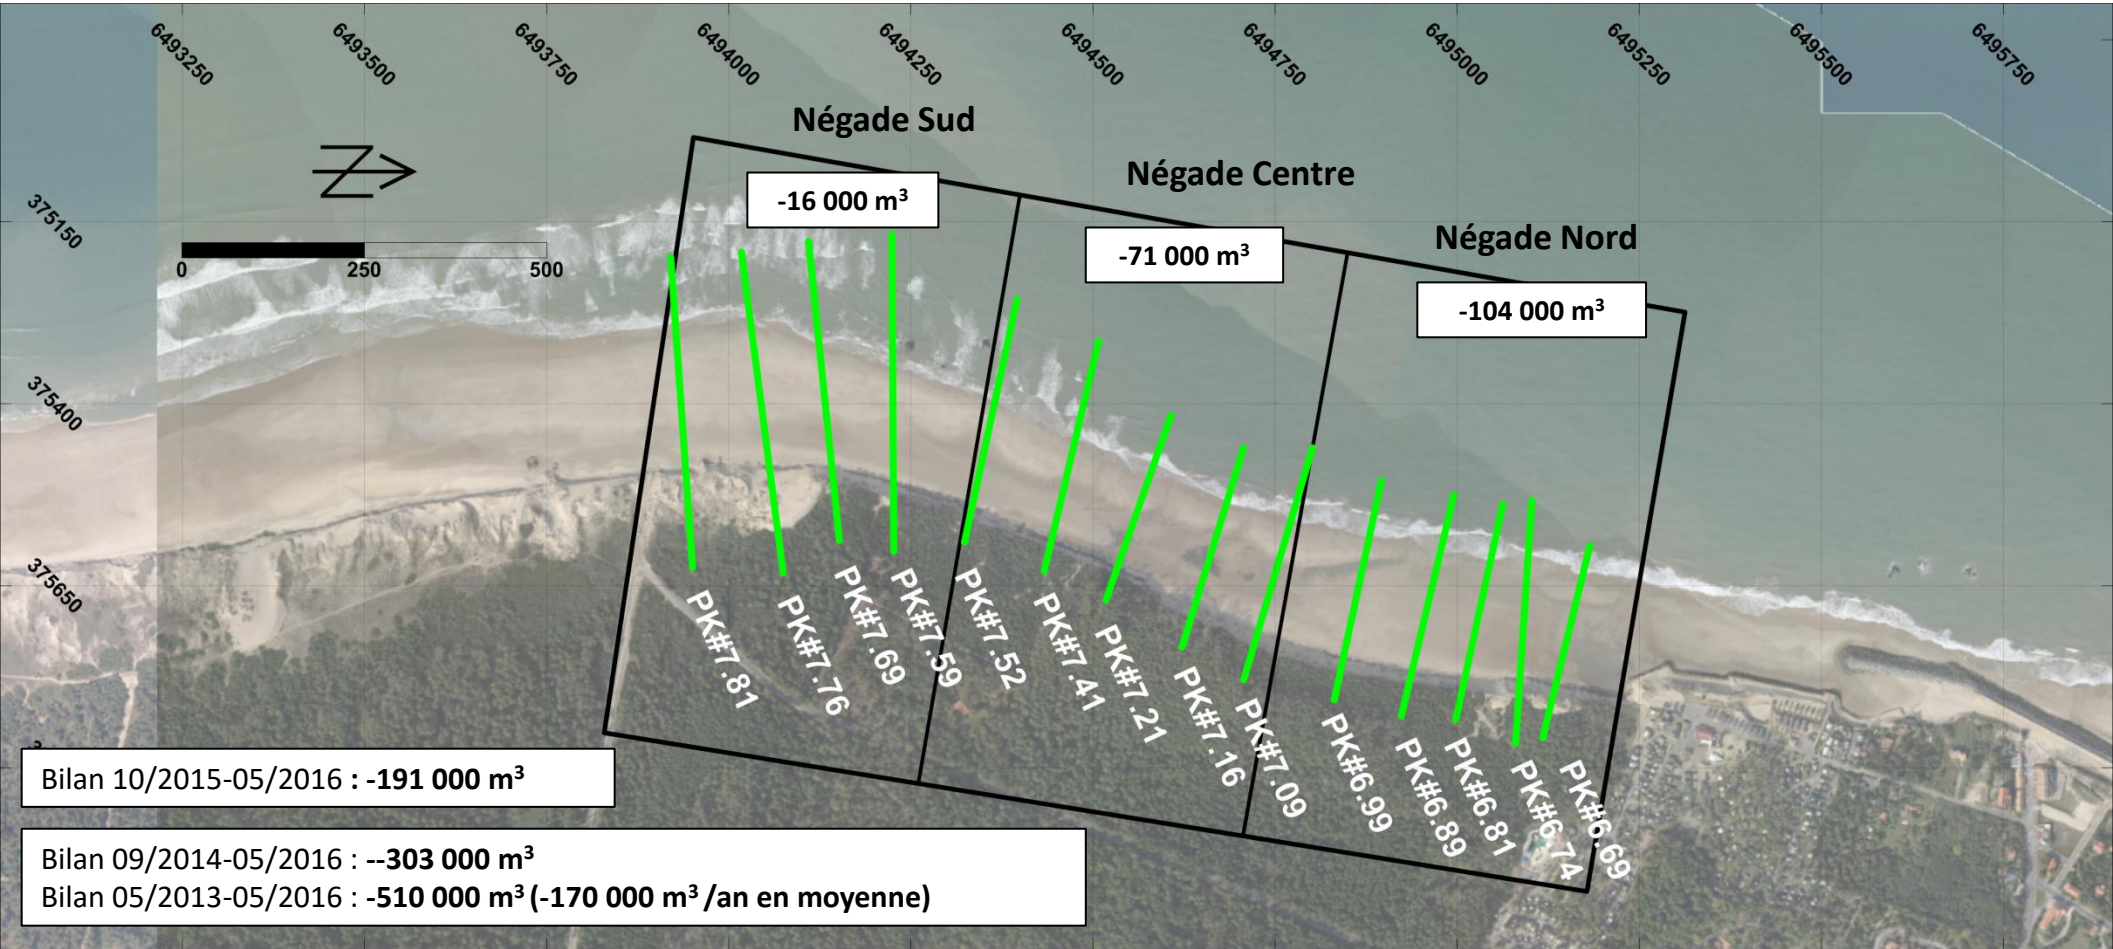 6493250
6493500
6493750
6494000
6494250
6494500
6494750
6495000
6495250
6495500
6495750
Négade Sud
-16 000 m³
Négade Centre
-71 000 m³
Négade Nord
-104 000 m³
N
0 250 500
375150
375400
375650
PK#7.81
PK#7.76
PK#7.69
PK#7.59
PK#7.52
PK#7.41
PK#7.21
PK#7.16
PK#7.09
PK#6.99
PK#6.89
PK#6.81
PK#6.74
PK#6.69
Bilan 10/2015-05/2016 : -191 000 m³
Bilan 09/2014-05/2016 : --303 000 m³
Bilan 05/2013-05/2016 : -510 000 m³ (-170 000 m³ /an en moyenne)